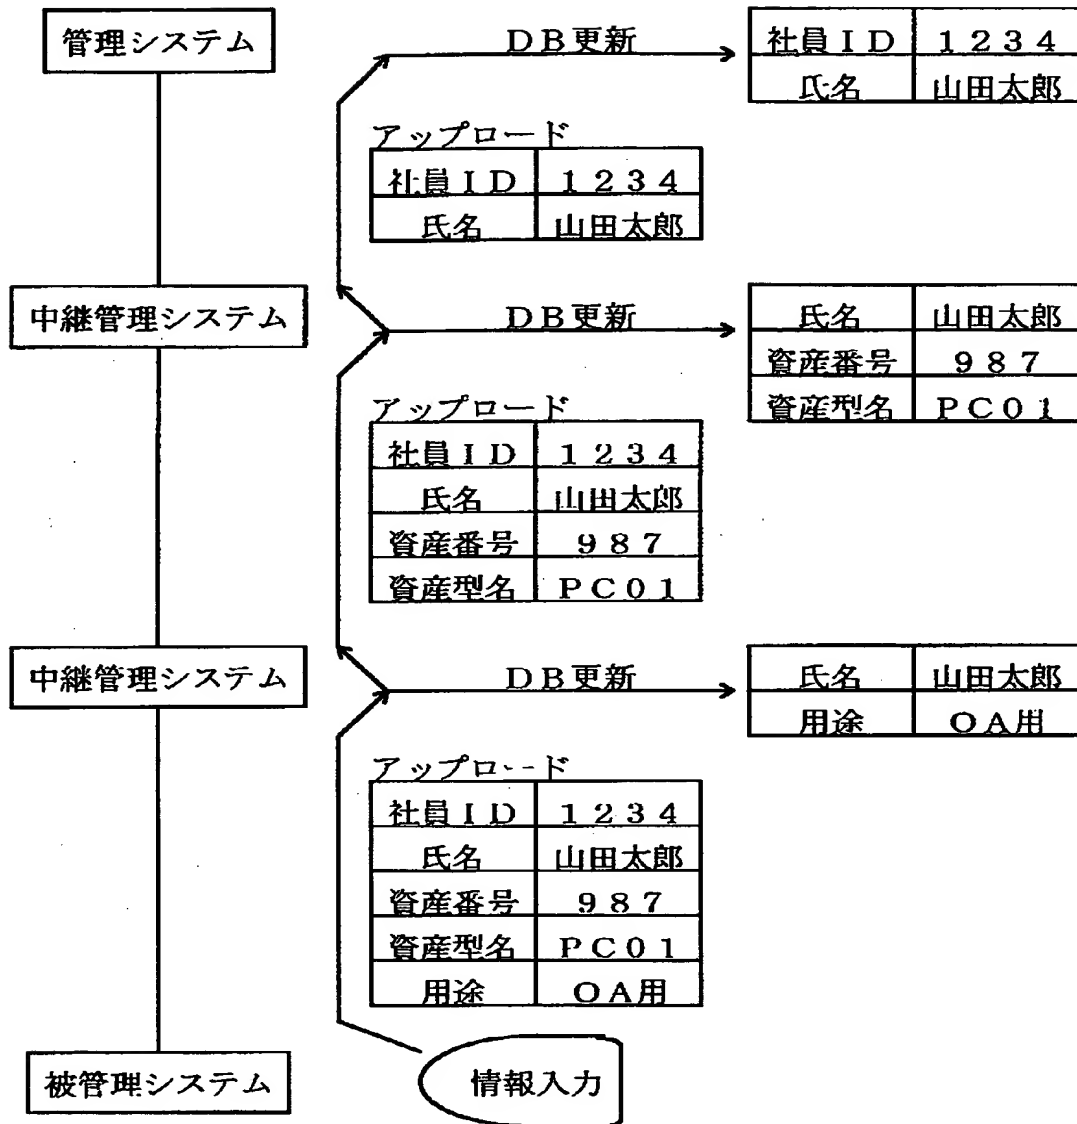 管理システム
DB更新
社員ID 1234
氏名 山田太郎
アップロード
社員ID 1234
氏名 山田太郎
中継管理システム
DB更新
氏名 山田太郎
資産番号 987
資産型名 PC01
アップロード
社員ID 1234
氏名 山田太郎
資産番号 987
資産型名 PC01
中継管理システム
DB更新
氏名 山田太郎
用途 OA用
アップロード
社員ID 1234
氏名 山田太郎
資産番号 987
資産型名 PC01
用途 OA用
被管理システム
情報入力